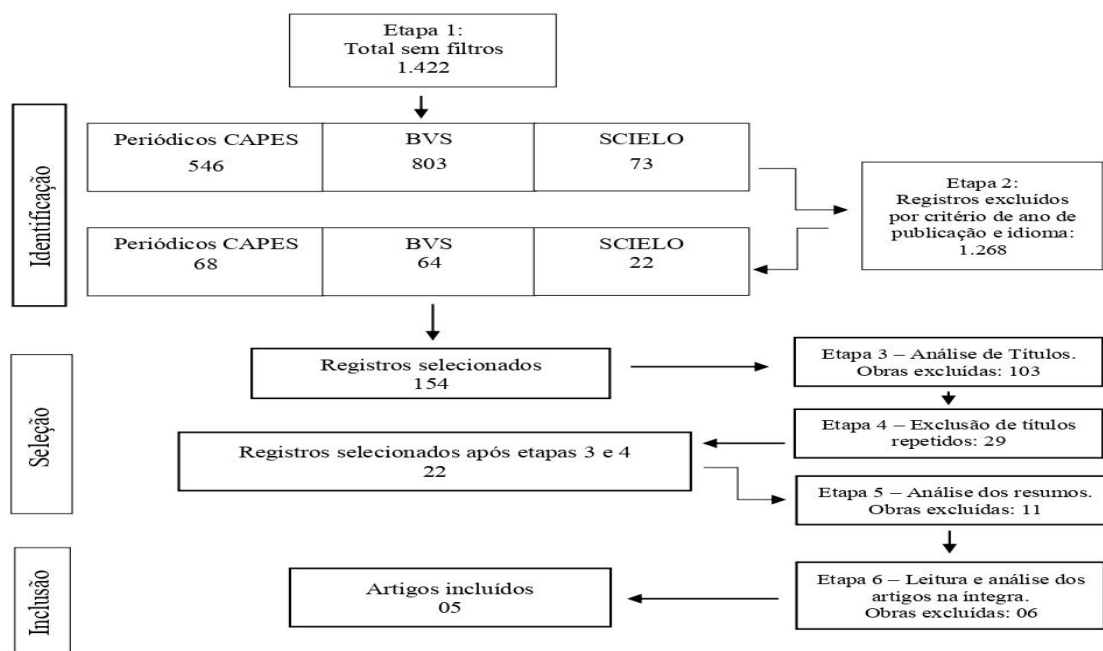 Etapa 1:
Total sem filtros
1.422
Identificação
Periódicos CAPES
546
BVS
803
SCIELO
73
Etapa 2:
Registros excluídos
por critério de ano de
publicação e idioma:
1.268
Periódicos CAPES
68
BVS
64
SCIELO
22
Seleção
Registros selecionados
154
Etapa 3 – Análise de Títulos.
Obras excluídas: 103
Etapa 4 – Exclusão de títulos
repetidos: 29
Registros selecionados após etapas 3 e 4
22
Etapa 5 – Análise dos resumos.
Obras excluídas: 11
Inclusão
Etapa 6 – Leitura e análise dos
artigos na íntegra.
Obras excluídas: 06
Artigos incluídos
05